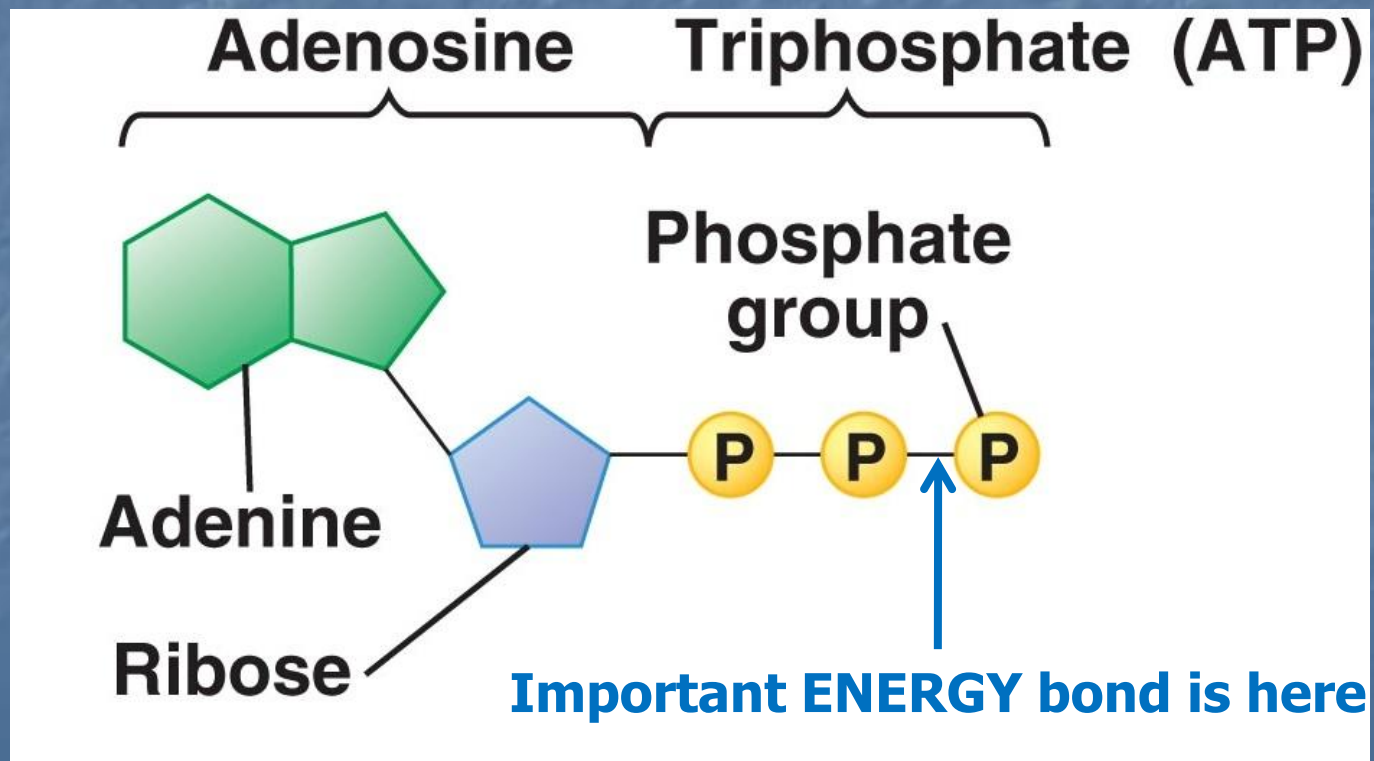 Adenosine Triphosphate (ATP)
Phosphate
group
P P P
Adenine
Ribose
Important ENERGY bond is here